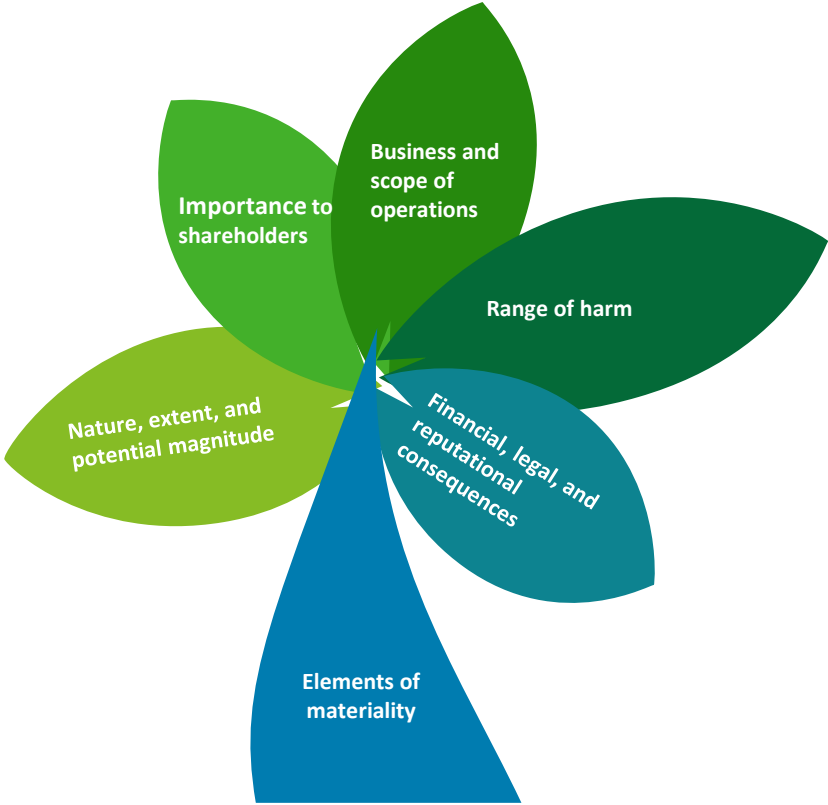 Business and
scope of
operations
Importance to
shareholders
Range of harm
Nature, extent, and
potential magnitude
Financial, legal, and
reputational
consequences
Elements of
materiality